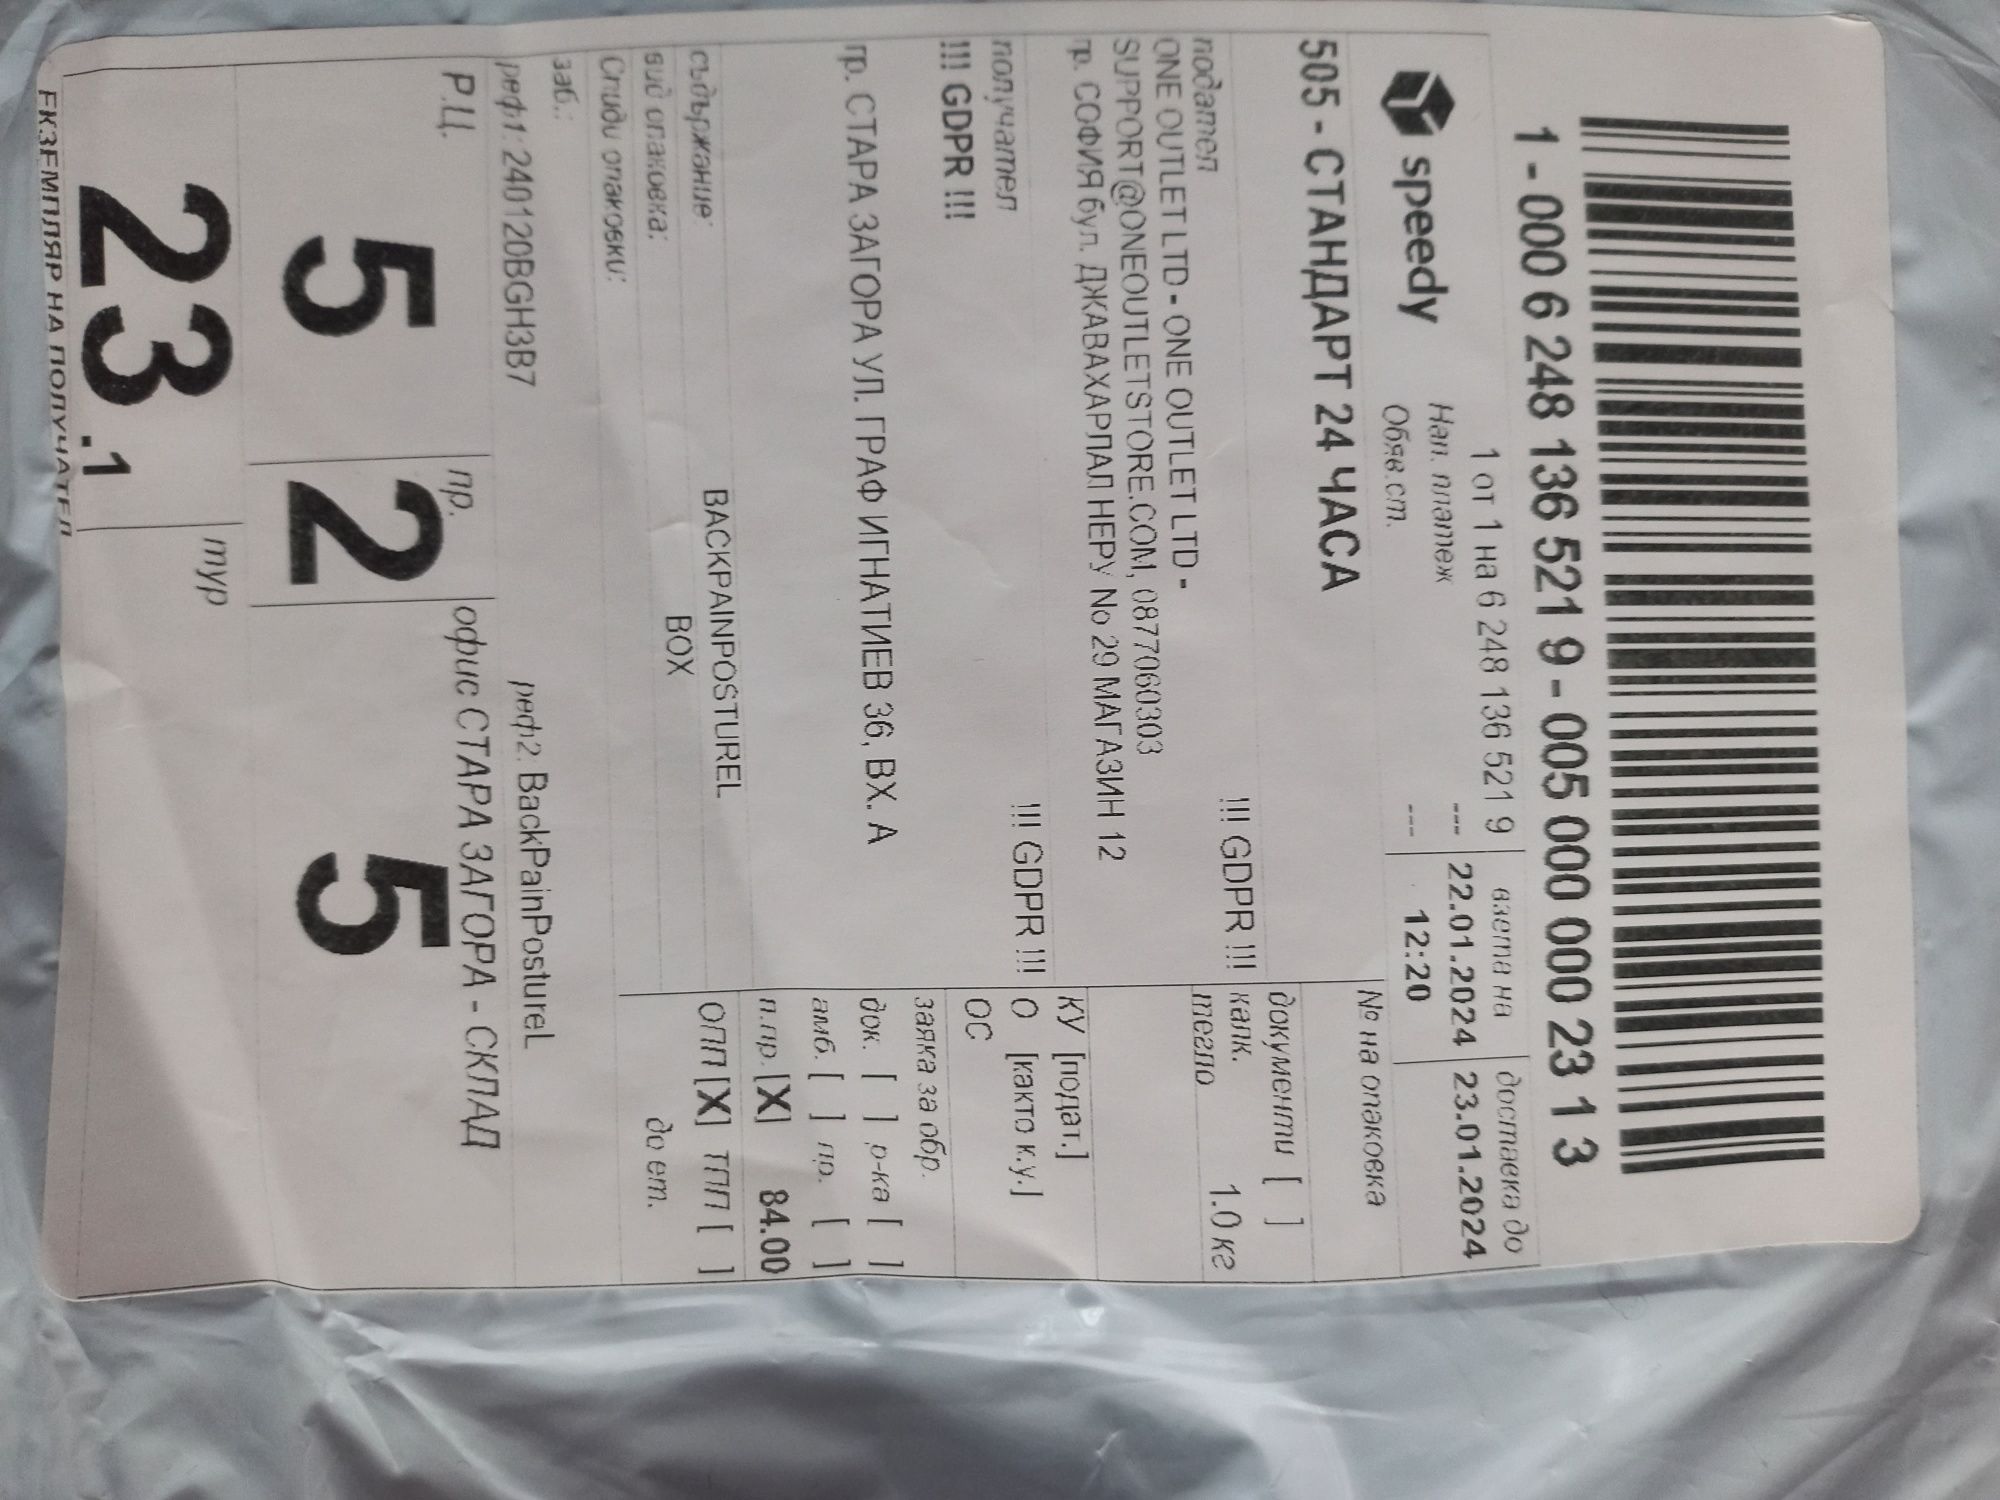 1 - 000 6 248 136 521 9 - 005 000 000 23 1 3
speedy
1 от 1 на 6 248 136 521 9
Нал. платеж ---
Обяв.ст. ---
взета на
22.01.2024
12:20
доставка до
23.01.2024
505 - СТАНДАРТ 24 ЧАСА
№ на опаковка
подател
!!! GDPR !!!
ONE OUTLET LTD - ONE OUTLET LTD -
SUPPORT@ONEOUTLETSTORE.COM, 0877060303
гр. СОФИЯ бул. ДЖАВАХАРЛАЛ НЕРУ No 29 МАГАЗИН 12
документи [ ]
калк.
тегло 1.0 кг
получател
!!! GDPR !!!
!!! GDPR !!!
КУ [подат.]
О [както к.у.]
ОС
гр. СТАРА ЗАГОРА УЛ. ГРАФ ИГНАТИЕВ 36, ВХ. А
заяка за обр.
док. [ ] р-ка [ ]
амб. [ ] пр. [ ]
п.пр. [X] 84.00
ОПП [X] ТПП [ ]
до ет.
съдържание: BACKPAINPOSTUREL
вид опаковка: BOX
Спиди опаковки:
заб.:
реф1: 240120BGH3B7
реф2: BackPainPostureL
Р.Ц.
5
пр.
2
офис СТАРА ЗАГОРА - СКЛАД
5
23.1
тур
ЕКЗЕМПЛЯР НА ПОЛУЧАТЕЛ